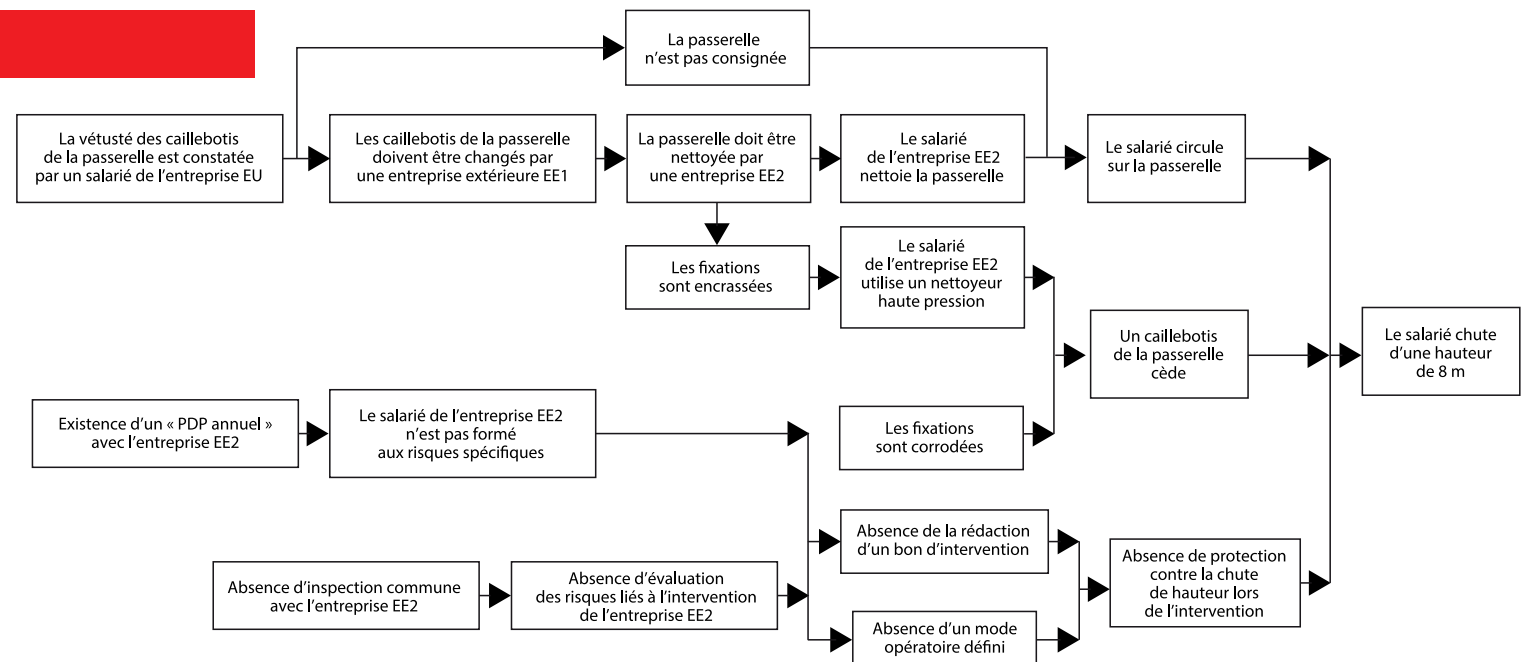 La passerelle
n'est pas consignée
La vétusté des caillebotis
de la passerelle est constatée
par un salarié de l'entreprise EU
Les caillebotis de la passerelle
doivent être changés par
une entreprise extérieure EE1
La passerelle doit être
nettoyée par
une entreprise EE2
Le salarié
de l'entreprise EE2
nettoie la passerelle
Le salarié circule
sur la passerelle
Les fixations
sont encrassées
Le salarié
de l'entreprise EE2
utilise un nettoyeur
haute pression
Un caillebotis
de la passerelle
cède
Le salarié chute
d'une hauteur
de 8 m
Existence d'un « PDP annuel »
avec l'entreprise EE2
Le salarié de l'entreprise EE2
n'est pas formé
aux risques spécifiques
Les fixations
sont corrodées
Absence de la rédaction
d'un bon d'intervention
Absence d'inspection commune
avec l'entreprise EE2
Absence d'évaluation
des risques liés à l'intervention
de l'entreprise EE2
Absence d'un mode
opératoire défini
Absence de protection
contre la chute
de hauteur lors
de l'intervention